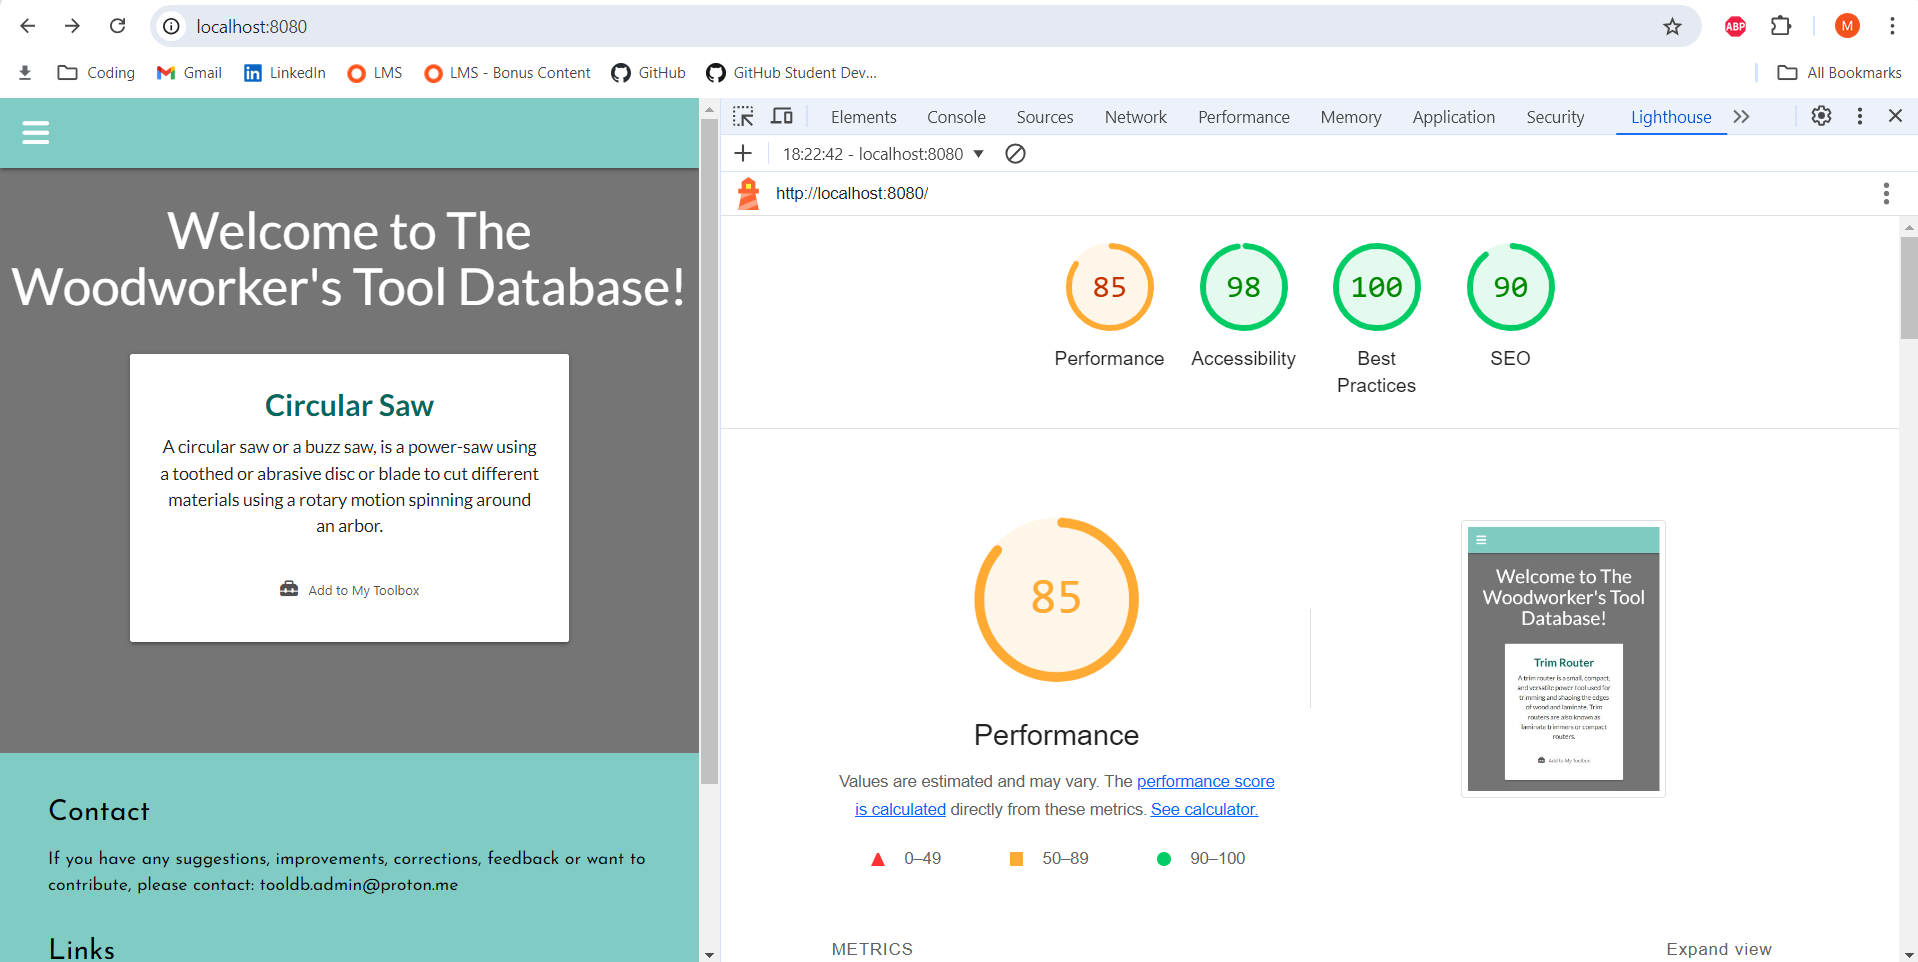 localhost:8080
ABP
M
Coding
Gmail
LinkedIn
LMS
LMS - Bonus Content
GitHub
GitHub Student Dev...
All Bookmarks
Welcome to The
Woodworker's Tool Database!
Circular Saw
A circular saw or a buzz saw, is a power-saw using
a toothed or abrasive disc or blade to cut different
materials using a rotary motion spinning around
an arbor.
Add to My Toolbox
Contact
If you have any suggestions, improvements, corrections, feedback or want to
contribute, please contact: tooldb.admin@proton.me
Links
Elements
Console
Sources
Network
Performance
Memory
Application
Security
Lighthouse
18:22:42 - localhost:8080
http://localhost:8080/
85
Performance
98
Accessibility
100
Best
Practices
90
SEO
85
Performance
Values are estimated and may vary. The performance score
is calculated directly from these metrics. See calculator.
0–49
50–89
90–100
Welcome to The
Woodworker's Tool
Database!
Trim Router
A trim router is a small, compact,
and versatile power tool used for
trimming and shaping the edges
of wood and laminate. Trim
routers are also known as
laminate trimmers or compact
routers.
Add to My Toolbox
METRICS
Expand view